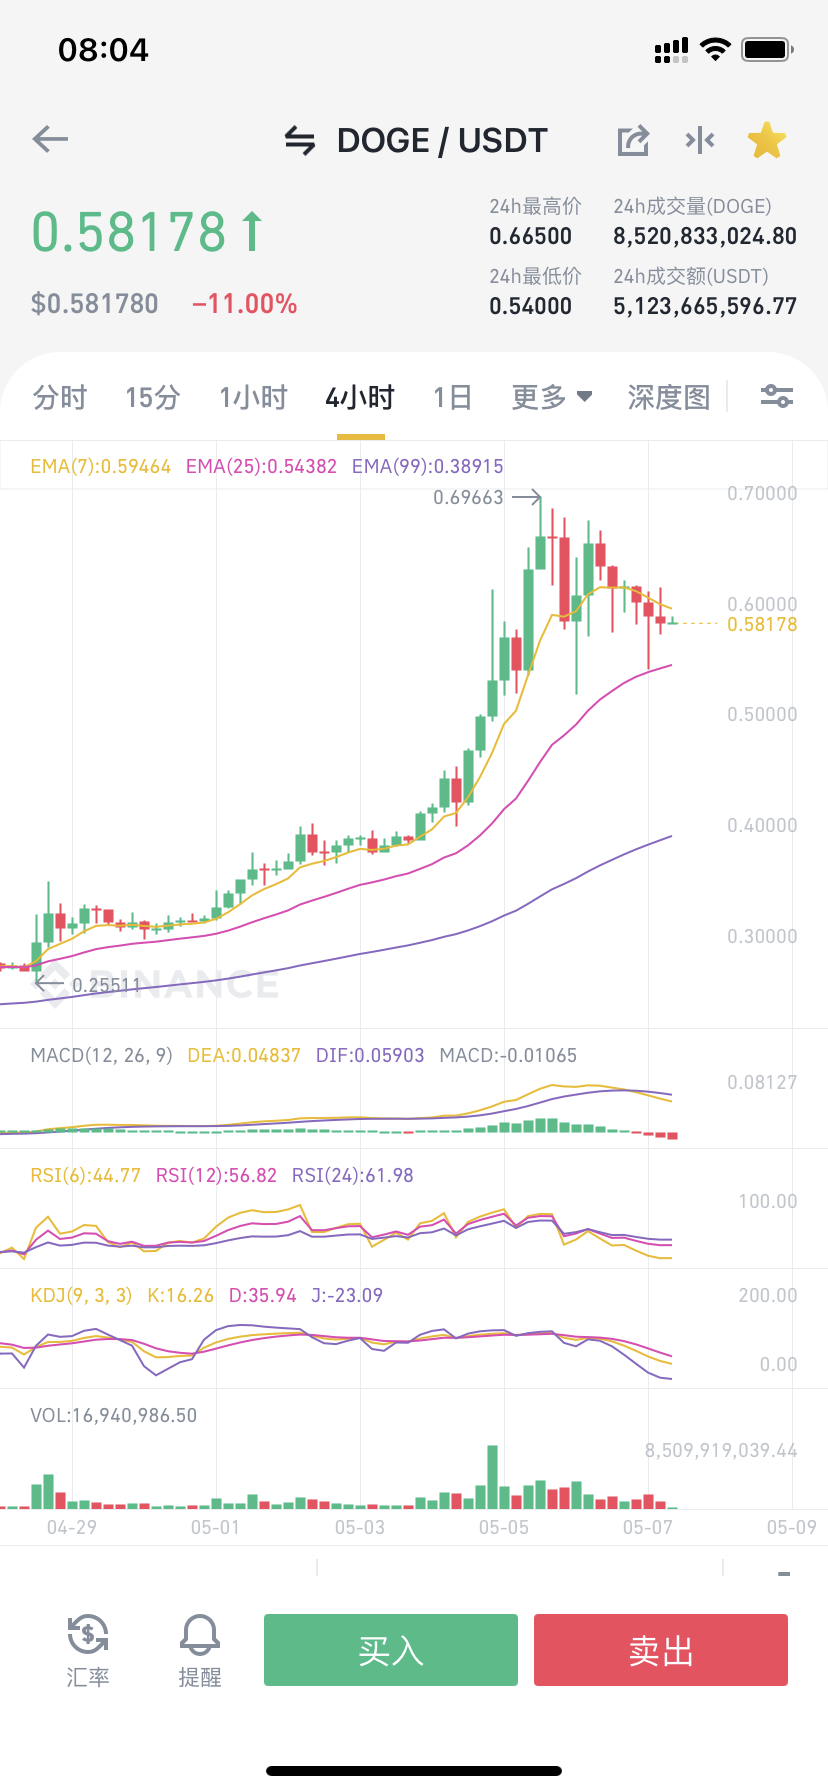 08:04
DOGE / USDT
0.58178
$0.581780 -11.00%
24h最高价 24h成交量(DOGE)
0.66500 8,520,833,024.80
24h最低价 24h成交额(USDT)
0.54000 5,123,665,596.77
分时 15分 1小时 4小时 1日 更多 深度图
EMA(7):0.59464 EMA(25):0.54382 EMA(99):0.38915
0.69663
0.70000
0.60000
0.58178
0.50000
0.40000
0.30000
0.25511
BINANCE
MACD(12, 26, 9) DEA:0.04837 DIF:0.05903 MACD:-0.01065
0.08127
RSI(6):44.77 RSI(12):56.82 RSI(24):61.98
100.00
KDJ(9, 3, 3) K:16.26 D:35.94 J:-23.09
200.00
0.00
VOL:16,940,986.50
8,509,919,039.44
04-29 05-01 05-03 05-05 05-07 05-09
汇率 提醒 买入 卖出